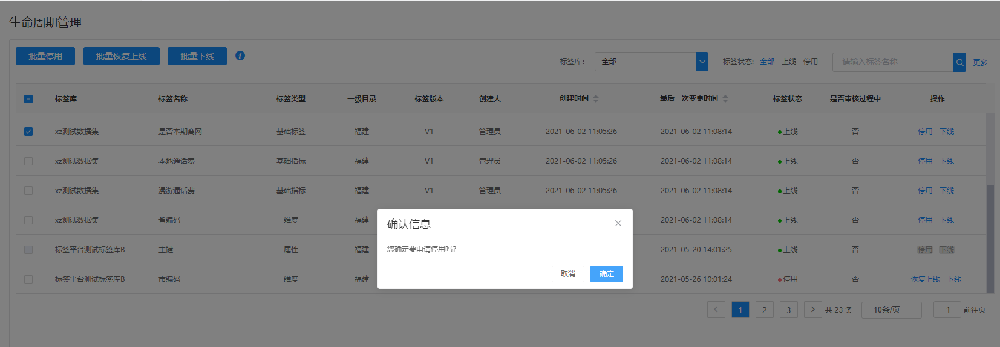 生命周期管理
批量停用 批量恢复上线 批量下线 i 标签库: 全部 标签状态: 全部 上线 停用 请输入标签名称 更多
标签库 标签名称 标签类型 一级目录 标签版本 创建人 创建时间 最后一次变更时间 标签状态 是否审核过程中 操作
xz测试数据集 是否本期离网 基础标签 福建 V1 管理员 2021-06-02 11:05:26 2021-06-02 11:08:14 上线 否 停用 下线
xz测试数据集 本地通话费 基础指标 福建 V1 管理员 2021-06-02 11:05:26 2021-06-02 11:08:14 上线 否 停用 下线
xz测试数据集 漫游通话费 基础指标 福建 V1 管理员 2021-06-02 11:05:26 2021-06-02 11:08:14 上线 否 停用 下线
xz测试数据集 省编码 维度 福建 2021-06-02 11:08:14 上线 否 停用 下线
标签平台测试标签库B 主键 属性 福建 2021-05-20 14:01:25 上线 否 停用 下线
标签平台测试标签库B 市编码 维度 福建 2021-05-26 10:01:24 停用 否 恢复上线 下线
确认信息
您确定要申请停用吗?
取消 确定
1 2 3 共 23 条 10条/页 1 前往页